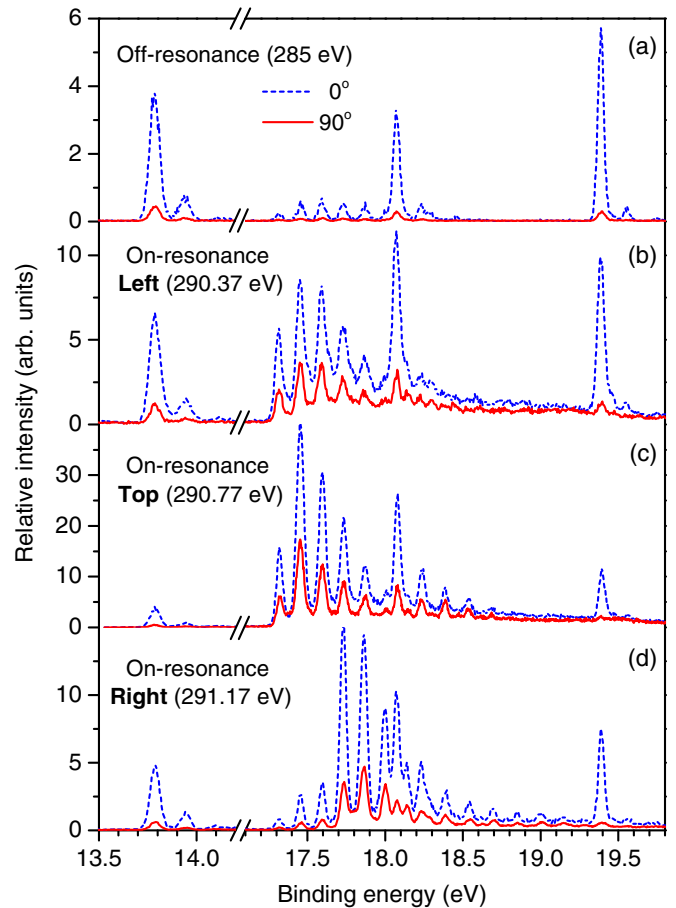 6
(a)
Off-resonance (285 eV)
0°
90°
4
2
0
10
(b)
On-resonance
Left (290.37 eV)
5
0
(c)
On-resonance
Top (290.77 eV)
30
20
10
0
(d)
On-resonance
Right (291.17 eV)
10
5
0
13.5 14.0 17.5 18.0 18.5 19.0 19.5
Binding energy (eV)
Relative intensity (arb. units)